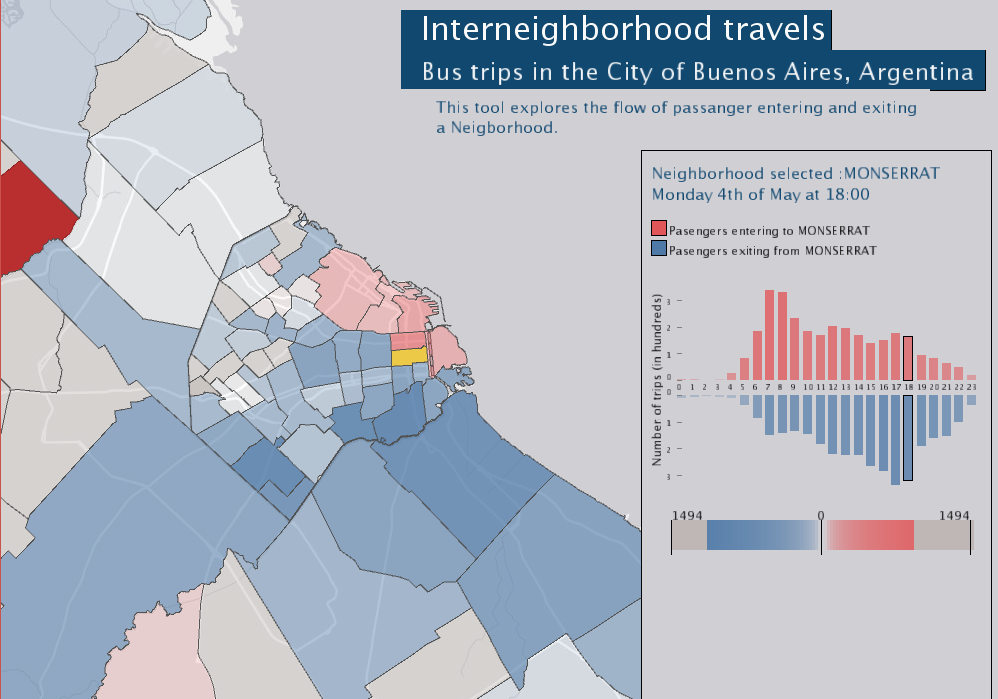 Interneighborhood travels
Bus trips in the City of Buenos Aires, Argentina
This tool explores the flow of passanger entering and exiting
a Neigborhood.
Neighborhood selected :MONSERRAT
Monday 4th of May at 18:00
Pasengers entering to MONSERRAT
Pasengers exiting from MONSERRAT
Number of trips (in hundreds)
3
2
1
0
0 1 2 3 4 5 6 7 8 9 10 11 12 13 14 15 16 17 18 19 20 21 22 23
0
1
2
3
1494 0 1494